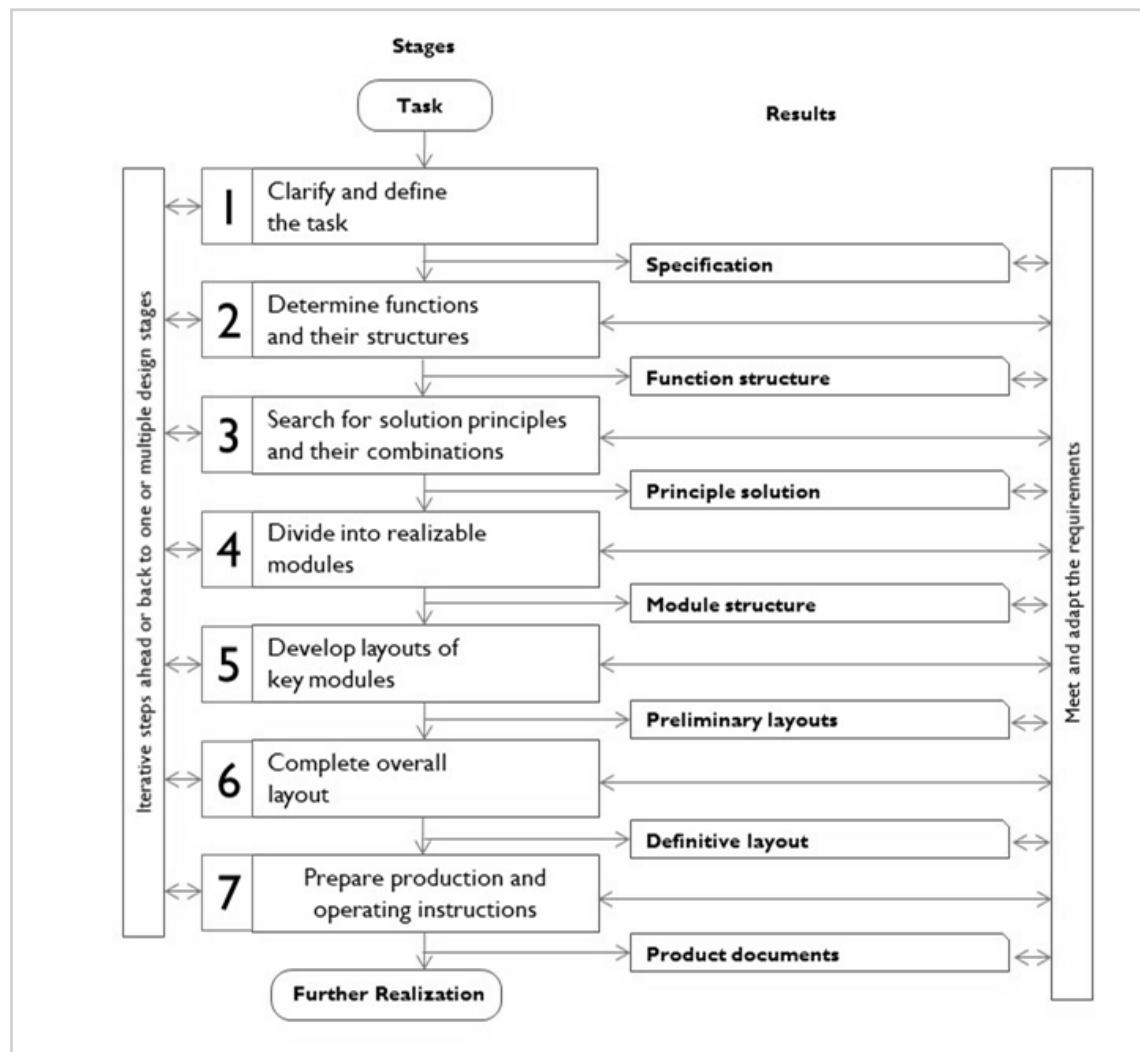 Stages
Task
Results
1
Clarify and define
the task
Specification
2
Determine functions
and their structures
Function structure
3
Search for solution principles
and their combinations
Principle solution
4
Divide into realizable
modules
Module structure
5
Develop layouts of
key modules
Preliminary layouts
6
Complete overall
layout
Definitive layout
7
Prepare production and
operating instructions
Product documents
Further Realization
Iterative steps ahead or back to one or multiple design stages
Meet and adapt the requirements